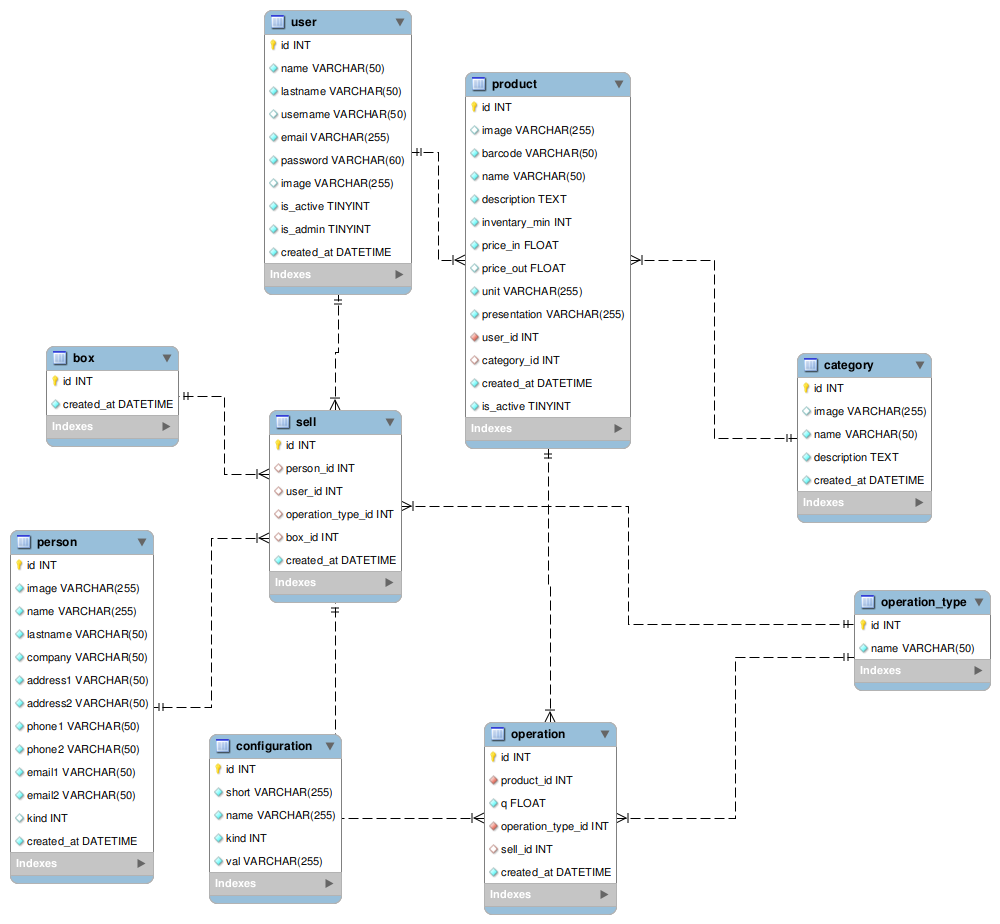 user
id INT
name VARCHAR(50)
lastname VARCHAR(50)
username VARCHAR(50)
email VARCHAR(255)
password VARCHAR(60)
image VARCHAR(255)
is_active TINYINT
is_admin TINYINT
created_at DATETIME
Indexes
product
id INT
image VARCHAR(255)
barcode VARCHAR(50)
name VARCHAR(50)
description TEXT
inventary_min INT
price_in FLOAT
price_out FLOAT
unit VARCHAR(255)
presentation VARCHAR(255)
user_id INT
category_id INT
created_at DATETIME
is_active TINYINT
Indexes
box
id INT
created_at DATETIME
Indexes
category
id INT
image VARCHAR(255)
name VARCHAR(50)
description TEXT
created_at DATETIME
Indexes
sell
id INT
person_id INT
user_id INT
operation_type_id INT
box_id INT
created_at DATETIME
Indexes
person
id INT
image VARCHAR(255)
name VARCHAR(255)
lastname VARCHAR(50)
company VARCHAR(50)
address1 VARCHAR(50)
address2 VARCHAR(50)
phone1 VARCHAR(50)
phone2 VARCHAR(50)
email1 VARCHAR(50)
email2 VARCHAR(50)
kind INT
created_at DATETIME
Indexes
operation_type
id INT
name VARCHAR(50)
Indexes
configuration
id INT
short VARCHAR(255)
name VARCHAR(255)
kind INT
val VARCHAR(255)
Indexes
operation
id INT
product_id INT
q FLOAT
operation_type_id INT
sell_id INT
created_at DATETIME
Indexes